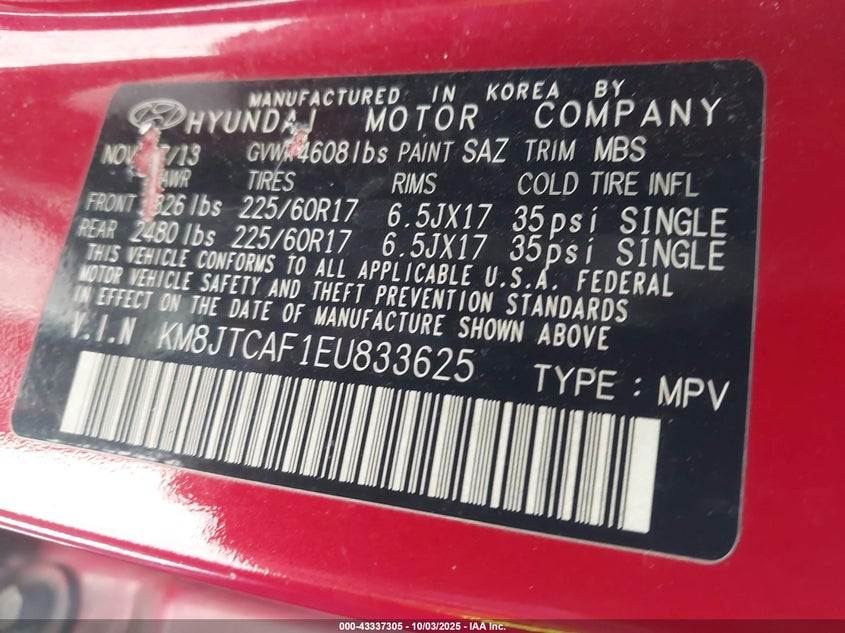 MANUFACTURED IN KOREA BY
HYUNDAI MOTOR COMPANY
NOV /13 GVWR 4608lbs PAINT SAZ TRIM MBS
TIRES RIMS COLD TIRE INFL
FRONT 225/60R17 6.5JX17 35psi SINGLE
REAR 2480lbs 225/60R17 6.5JX17 35psi SINGLE
THIS VEHICLE CONFORMS TO ALL APPLICABLE U.S.A. FEDERAL
MOTOR VEHICLE SAFETY AND THEFT PREVENTION STANDARDS
IN EFFECT ON THE DATE OF MANUFACTURE SHOWN ABOVE
V.I.N KM8JTCAF1EU833625 TYPE : MPV
000-43337305 - 10/03/2025 - IAA Inc.